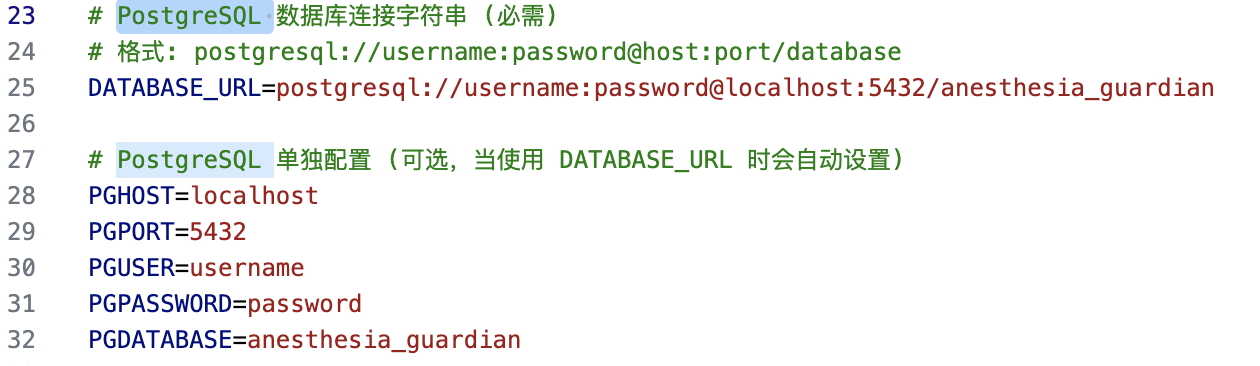 23 # PostgreSQL 数据库连接字符串 (必需)
24 # 格式: postgresql://username:password@host:port/database
25 DATABASE_URL=postgresql://username:password@localhost:5432/anesthesia_guardian
26
27 # PostgreSQL 单独配置 (可选，当使用 DATABASE_URL 时会自动设置)
28 PGHOST=localhost
29 PGPORT=5432
30 PGUSER=username
31 PGPASSWORD=password
32 PGDATABASE=anesthesia_guardian